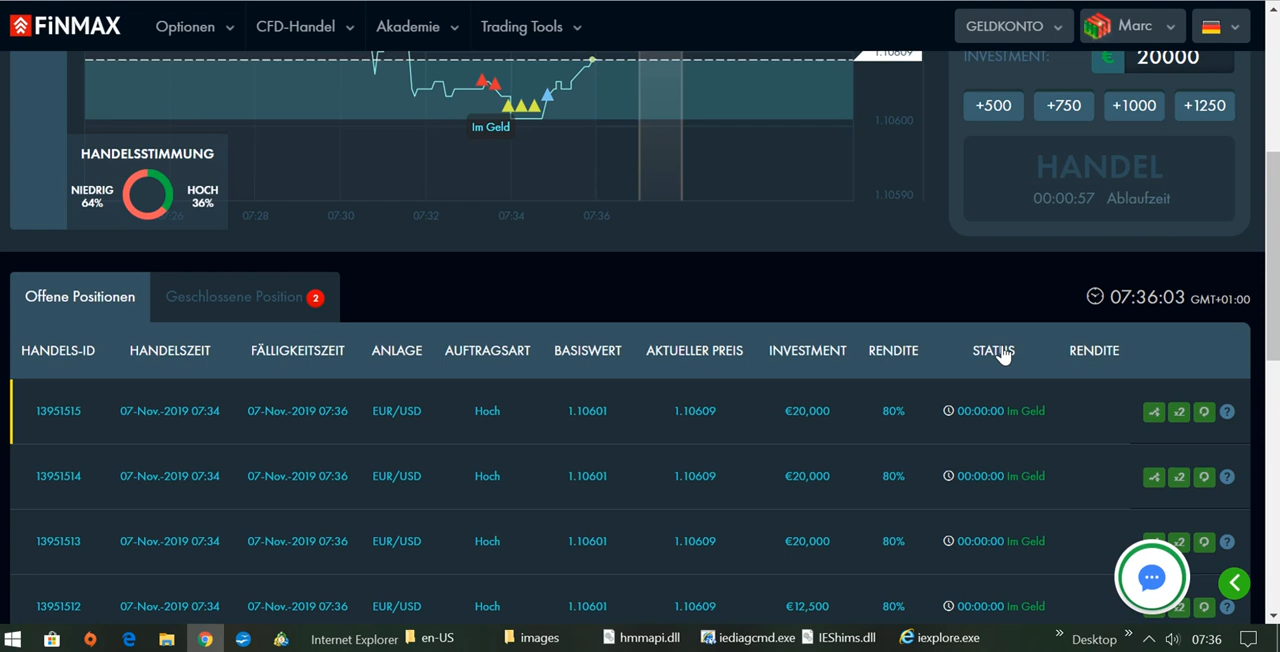 FiNMAX Optionen CFD-Handel Akademie Trading Tools GELDKONTO Marc
1.10809
INVESTMENT: € 20000
+500 +750 +1000 +1250
1.10600
Im Geld
HANDELSSTIMMUNG
NIEDRIG 64% HOCH 36%
HANDEL
00:00:57 Ablaufzeit
1.10590
:26 07:28 07:30 07:32 07:34 07:36
Offene Positionen Geschlossene Position 2 07:36:03 GMT+01:00
HANDELS-ID HANDELSZEIT FÄLLIGKEITSZEIT ANLAGE AUFTRAGSART BASISWERT AKTUELLER PREIS INVESTMENT RENDITE STATUS RENDITE
13951515 07-Nov.-2019 07:34 07-Nov.-2019 07:36 EUR/USD Hoch 1.10601 1.10609 €20,000 80% 00:00:00 Im Geld x2 ?
13951514 07-Nov.-2019 07:34 07-Nov.-2019 07:36 EUR/USD Hoch 1.10601 1.10609 €20,000 80% 00:00:00 Im Geld x2 ?
13951513 07-Nov.-2019 07:34 07-Nov.-2019 07:36 EUR/USD Hoch 1.10601 1.10609 €20,000 80% 00:00:00 Im Geld x2 ?
13951512 07-Nov.-2019 07:34 07-Nov.-2019 07:36 EUR/USD Hoch 1.10601 1.10609 €12,500 80% 00:00:00 Im Geld x2 ?
Internet Explorer en-US images hmmapi.dll iediagcmd.exe IEShims.dll iexplore.exe Desktop 07:36